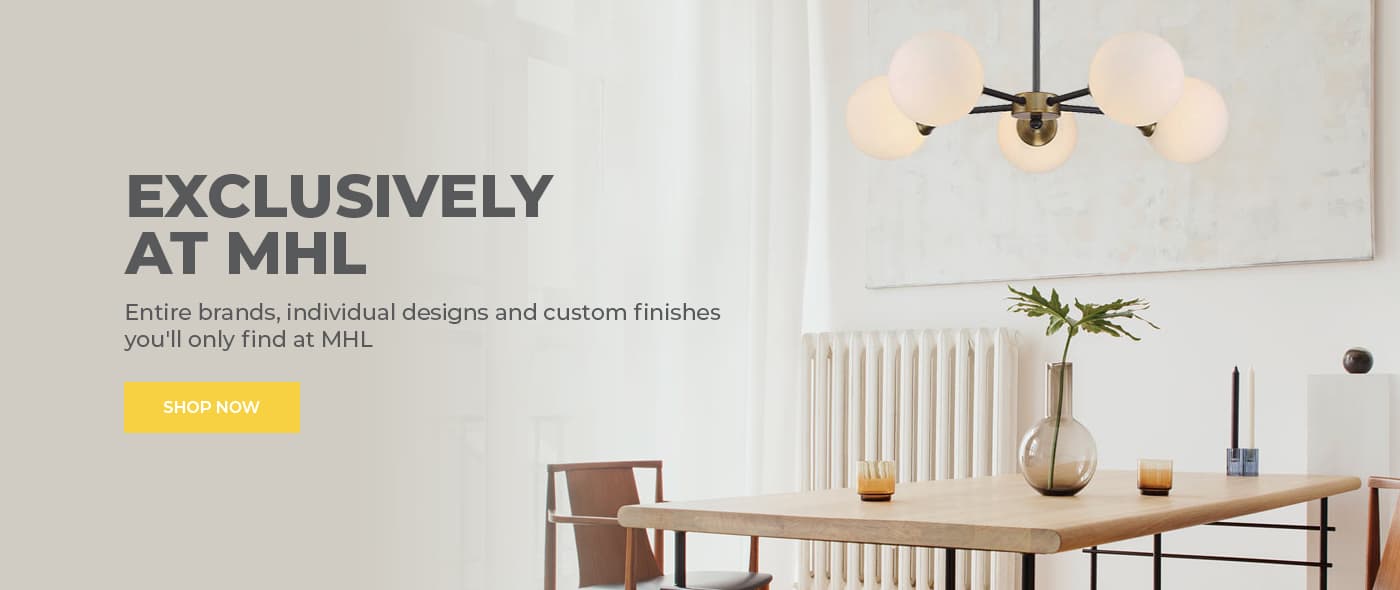 EXCLUSIVELY
AT MHL
Entire brands, individual designs and custom finishes
you'll only find at MHL
SHOP NOW